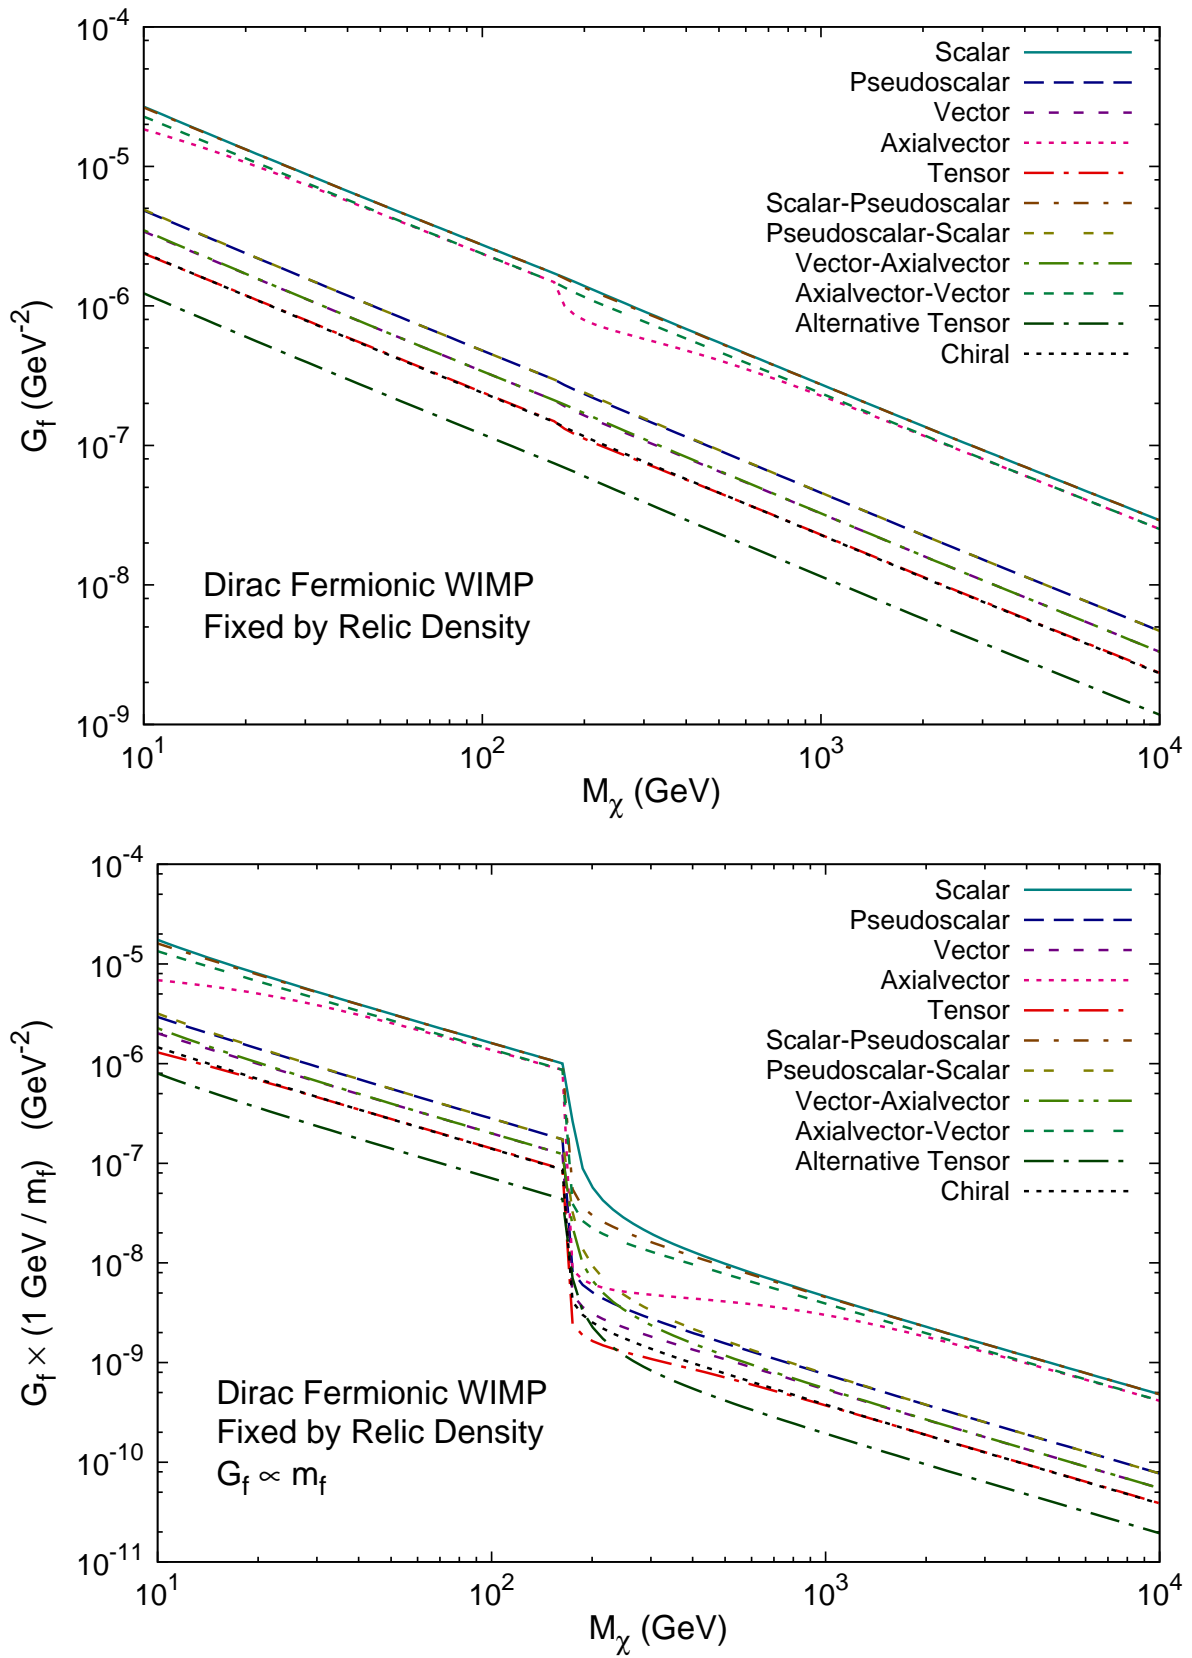 10^-4
10^-5
10^-6
10^-7
10^-8
10^-9
G_f (GeV^-2)
Scalar
Pseudoscalar
Vector
Axialvector
Tensor
Scalar-Pseudoscalar
Pseudoscalar-Scalar
Vector-Axialvector
Axialvector-Vector
Alternative Tensor
Chiral
Dirac Fermionic WIMP
Fixed by Relic Density
10^1 10^2 10^3 10^4
M_χ (GeV)
10^-4
10^-5
10^-6
10^-7
10^-8
10^-9
10^-10
10^-11
G_f × (1 GeV / m_f) (GeV^-2)
Scalar
Pseudoscalar
Vector
Axialvector
Tensor
Scalar-Pseudoscalar
Pseudoscalar-Scalar
Vector-Axialvector
Axialvector-Vector
Alternative Tensor
Chiral
Dirac Fermionic WIMP
Fixed by Relic Density
G_f ∝ m_f
10^1 10^2 10^3 10^4
M_χ (GeV)